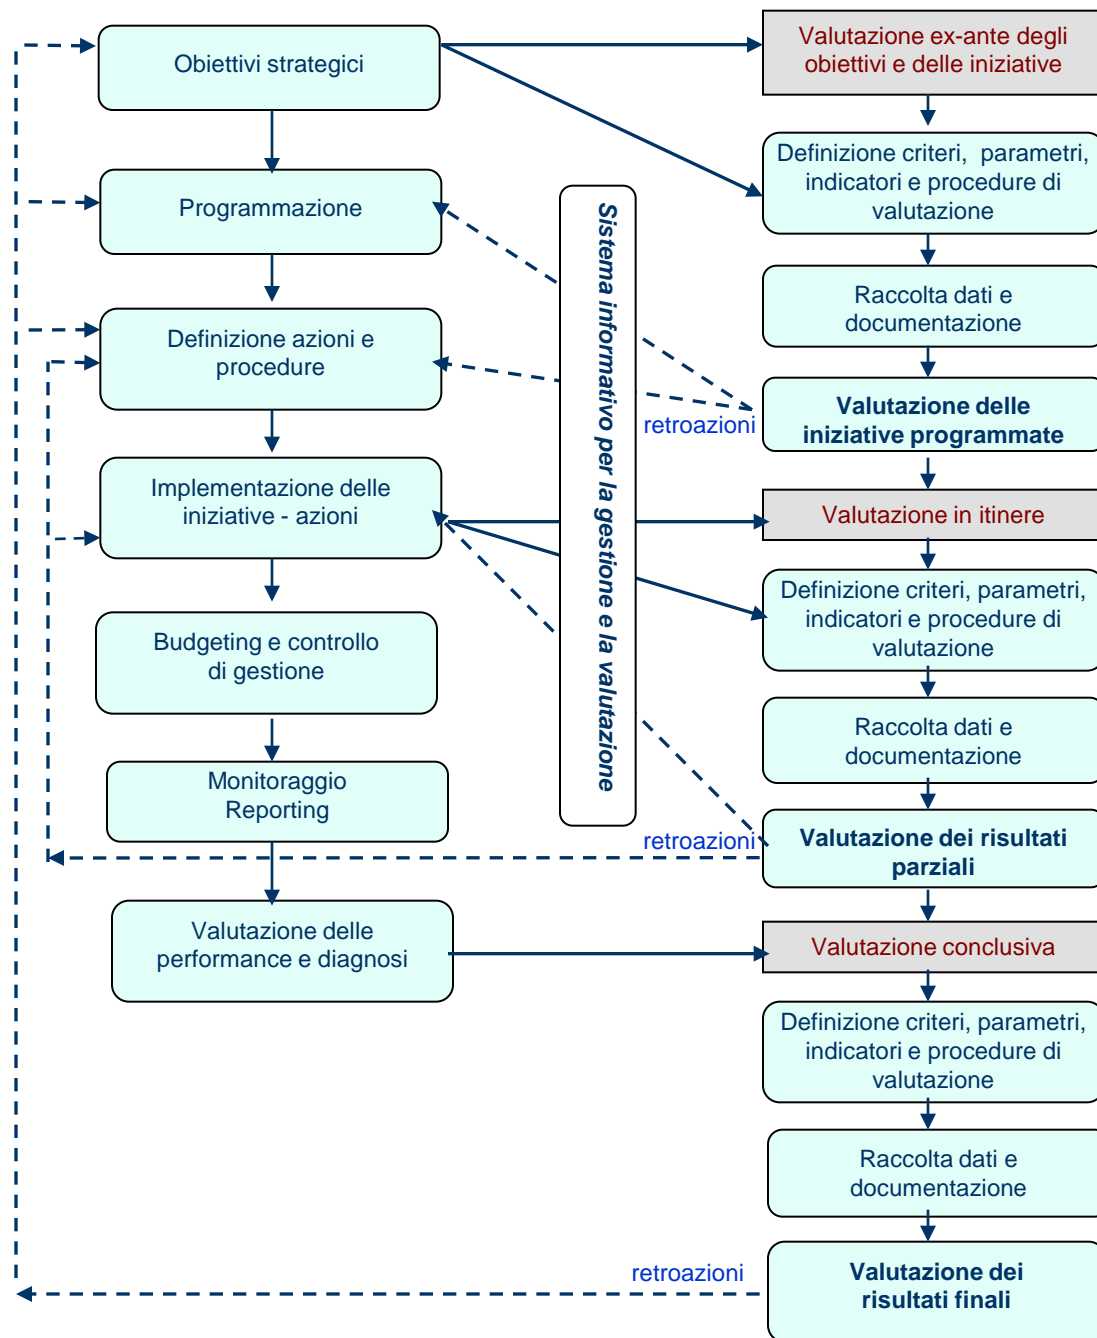 Obiettivi strategici
Programmazione
Definizione azioni e
procedure
Implementazione delle
iniziative - azioni
Budgeting e controllo
di gestione
Monitoraggio
Reporting
Valutazione delle
performance e diagnosi
Sistema informativo per la gestione e la valutazione
Valutazione ex-ante degli
obiettivi e delle iniziative
Definizione criteri, parametri,
indicatori e procedure di
valutazione
Raccolta dati e
documentazione
retroazioni
Valutazione delle
iniziative programmate
Valutazione in itinere
Definizione criteri, parametri,
indicatori e procedure di
valutazione
Raccolta dati e
documentazione
retroazioni
Valutazione dei risultati
parziali
Valutazione conclusiva
Definizione criteri, parametri,
indicatori e procedure di
valutazione
Raccolta dati e
documentazione
retroazioni
Valutazione dei
risultati finali